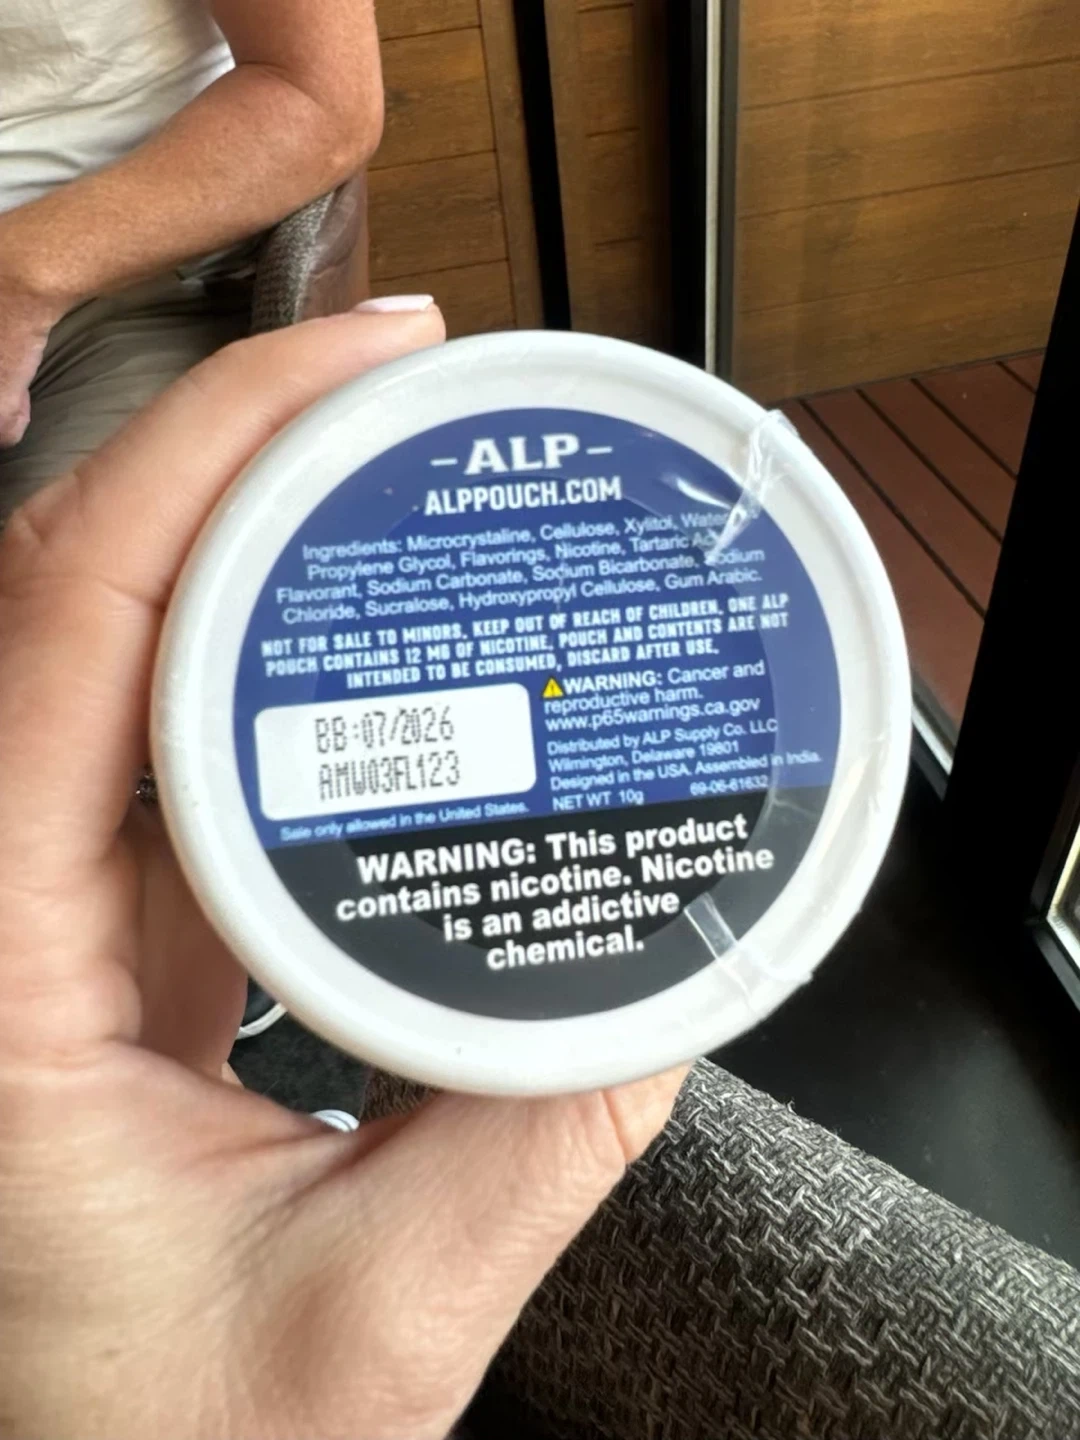 -ALP-
ALPPOUCH.COM
Ingredients: Microcrystaline, Cellulose, Xylitol, Water
Propylene Glycol, Flavorings, Nicotine, Tartaric
Flavorant, Sodium Carbonate, Sodium Bicarbonate, Sodium
Chloride, Sucralose, Hydroxypropyl Cellulose, Gum Arabic.
NOT FOR SALE TO MINORS. KEEP OUT OF REACH OF CHILDREN. ONE ALP
POUCH CONTAINS 12 MG OF NICOTINE. POUCH AND CONTENTS ARE NOT
INTENDED TO BE CONSUMED, DISCARD AFTER USE.
BB:07/2026
AMW03FL123
Sale only allowed in the United States.
WARNING: Cancer and
reproductive harm.
www.p65warnings.ca.gov
Distributed by ALP Supply Co. LLC
Wilmington, Delaware 19801
Designed in the USA. Assembled in India.
NET WT 10g 69-06-61632
WARNING: This product
contains nicotine. Nicotine
is an addictive
chemical.